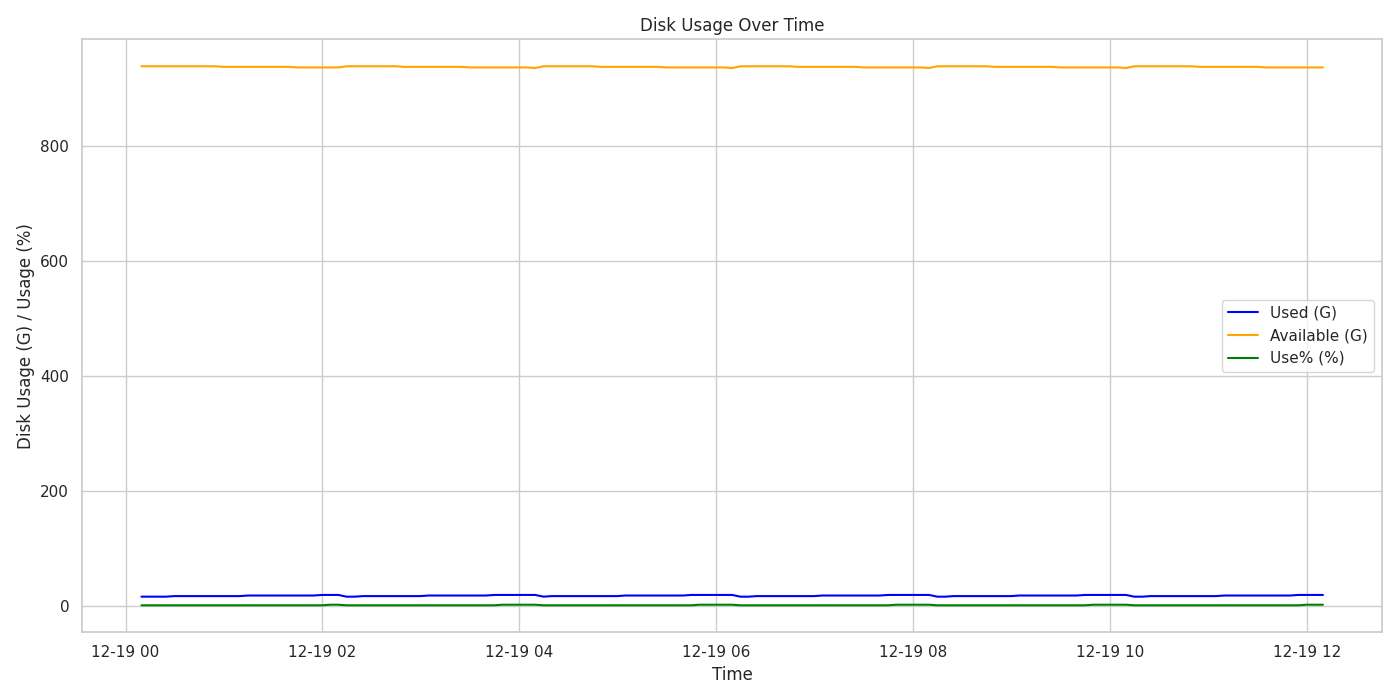 Disk Usage Over Time
Disk Usage (G) / Usage (%)
800
600
400
200
0
Used (G)
Available (G)
Use% (%)
12-19 00
12-19 02
12-19 04
12-19 06
12-19 08
12-19 10
12-19 12
Time